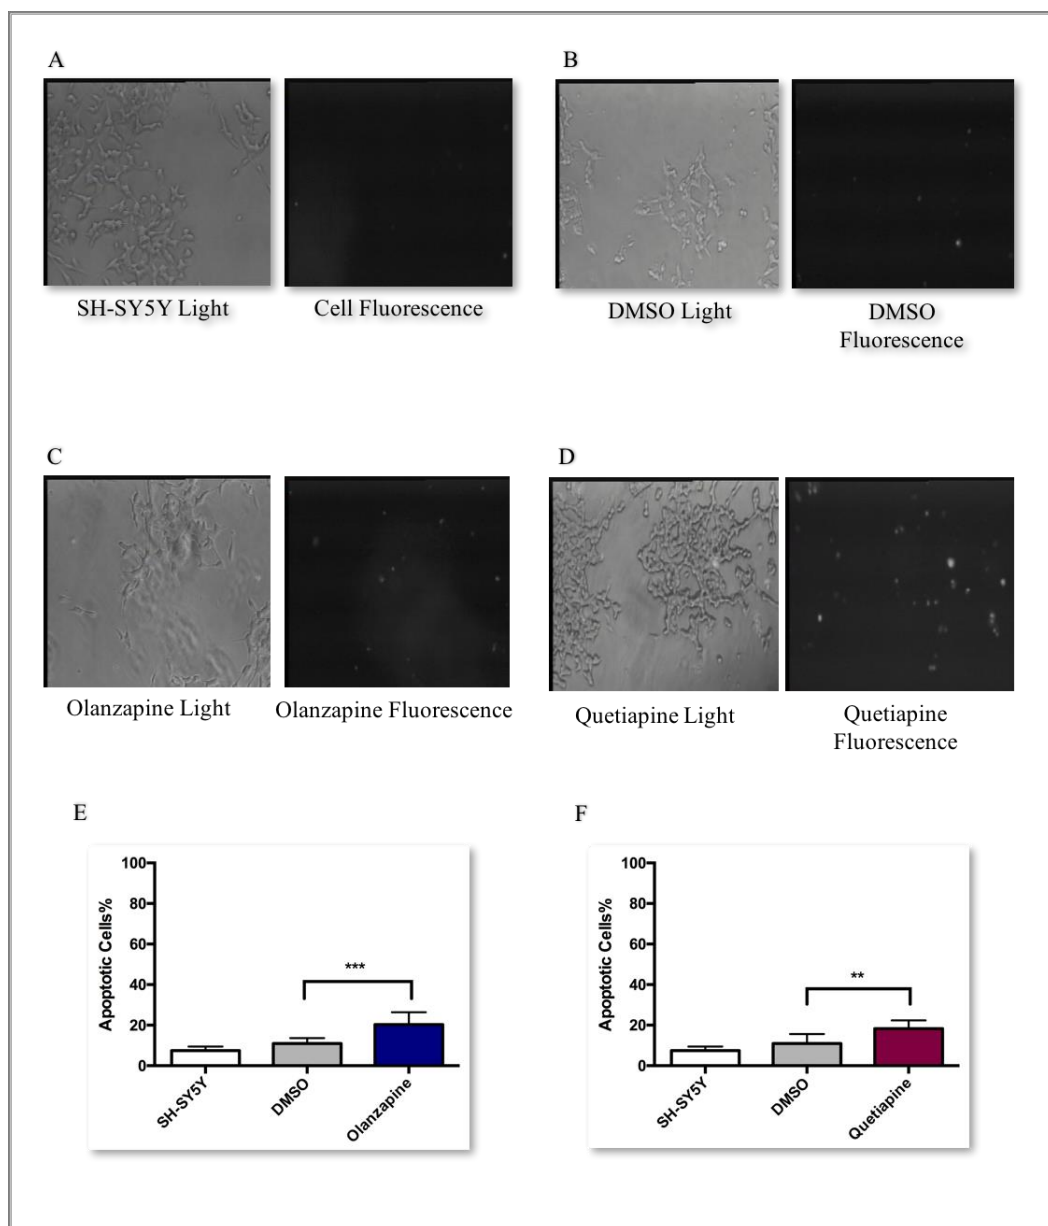 A
B
SH-SY5Y Light
Cell Fluorescence
DMSO Light
DMSO
Fluorescence
C
D
Olanzapine Light
Olanzapine Fluorescence
Quetiapine Light
Quetiapine
Fluorescence
E
F
Apoptotic Cells%
100
80
60
40
20
0
***
SH-SY5Y
DMSO
Olanzapine
Apoptotic Cells%
100
80
60
40
20
0
**
SH-SY5Y
DMSO
Quetiapine